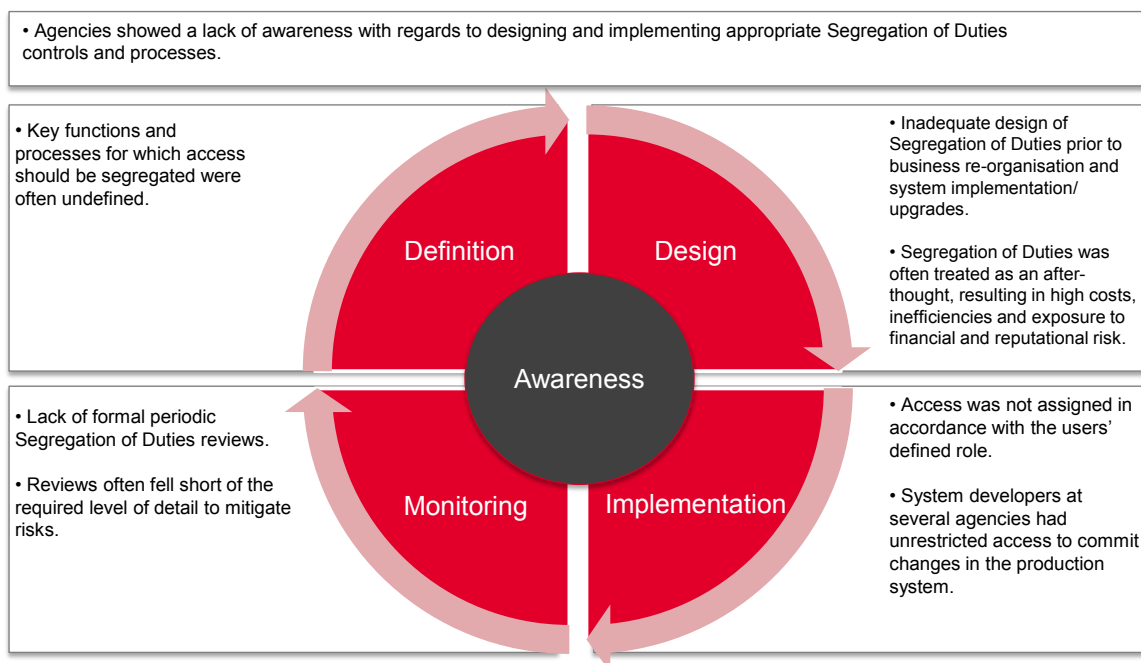 • Agencies showed a lack of awareness with regards to designing and implementing appropriate Segregation of Duties
controls and processes.
• Key functions and
processes for which access
should be segregated were
often undefined.
Definition
Design
• Inadequate design of
Segregation of Duties prior to
business re-organisation and
system implementation/
upgrades.
• Segregation of Duties was
often treated as an after-
thought, resulting in high costs,
inefficiencies and exposure to
financial and reputational risk.
Awareness
• Lack of formal periodic
Segregation of Duties reviews.
• Reviews often fell short of the
required level of detail to mitigate
risks.
Monitoring
Implementation
• Access was not assigned in
accordance with the users’
defined role.
• System developers at
several agencies had
unrestricted access to commit
changes in the production
system.